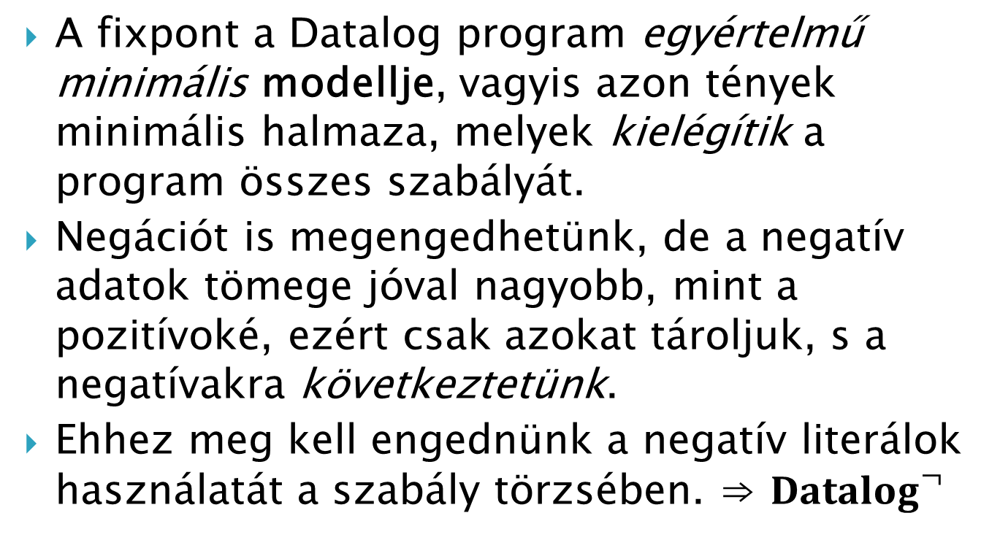 A fixpont a Datalog program egyértelmű
minimális modellje, vagyis azon tények
minimális halmaza, melyek kielégítik a
program összes szabályát.
Negációt is megengedhetünk, de a negatív
adatok tömege jóval nagyobb, mint a
pozitívoké, ezért csak azokat tároljuk, s a
negatívakra következtetünk.
Ehhez meg kell engednünk a negatív literálok
használatát a szabály törzsében. ⇒ Datalog¬